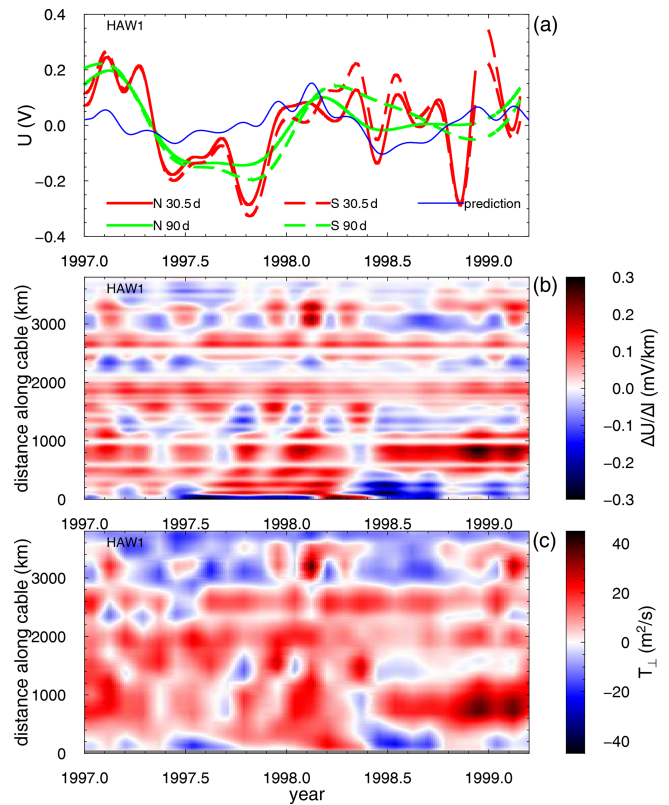 (a)
HAW1
0.4
0.2
0.0
−0.2
−0.4
U (V)
N 30.5 d
S 30.5 d
prediction
N 90 d
S 90 d
1997.0
1997.5
1998.0
1998.5
1999.0
(b)
HAW1
3000
2000
1000
0
distance along cable (km)
0.3
0.2
0.1
0.0
−0.1
−0.2
−0.3
ΔU/Δl (mV/km)
1997.0
1997.5
1998.0
1998.5
1999.0
(c)
HAW1
3000
2000
1000
0
distance along cable (km)
40
20
0
−20
−40
T⊥ (m²/s)
1997.0
1997.5
1998.0
1998.5
1999.0
year